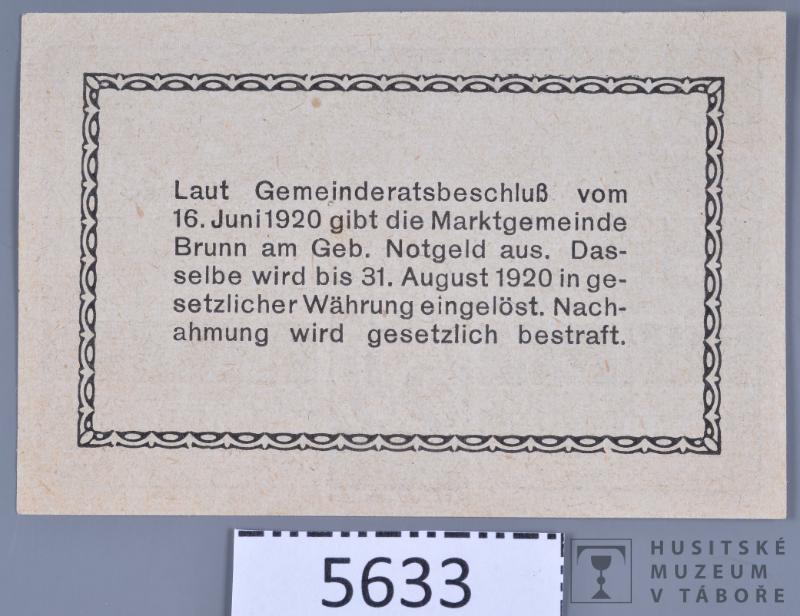 Laut Gemeinderatsbeschluß vom
16. Juni 1920 gibt die Marktgemeinde
Brunn am Geb. Notgeld aus. Das-
selbe wird bis 31. August 1920 in ge-
setzlicher Währung eingelöst. Nach-
ahmung wird gesetzlich bestraft.
5633
HUSITSKÉ
MUZEUM
V TÁBOŘE